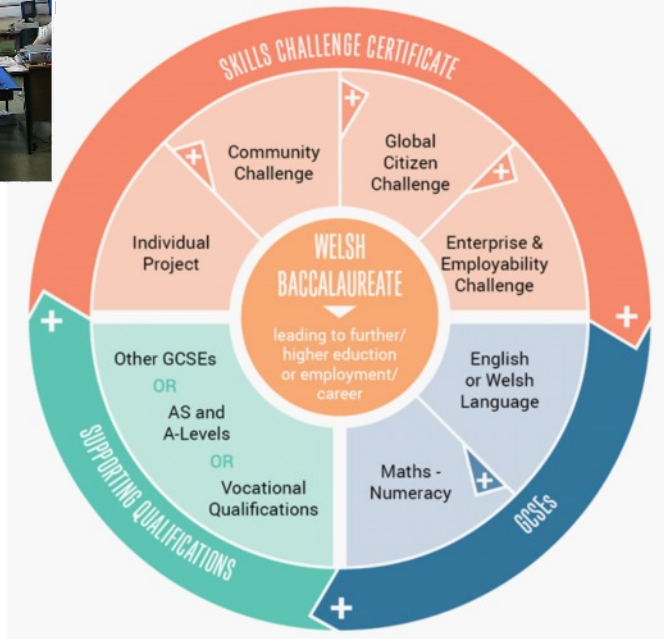 SKILLS CHALLENGE CERTIFICATE
Individual
Project
Community
Challenge
Global
Citizen
Challenge
Enterprise &
Employability
Challenge
WELSH
BACCALAUREATE
leading to further/
higher eduction
or employment/
career
English
or Welsh
Language
Maths -
Numeracy
GCSEs
Other GCSEs
OR
AS and
A-Levels
OR
Vocational
Qualifications
SUPPORTING QUALIFICATIONS